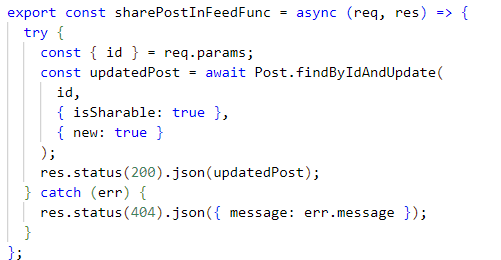 export const sharePostInFeedFunc = async (req, res) => {
  try {
    const { id } = req.params;
    const updatedPost = await Post.findByIdAndUpdate(
      id,
      { isSharable: true },
      { new: true }
    );
    res.status(200).json(updatedPost);
  } catch (err) {
    res.status(404).json({ message: err.message });
  }
};